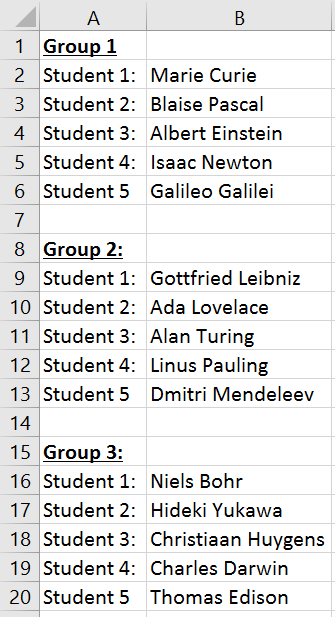 A B
1 Group 1
2 Student 1: Marie Curie
3 Student 2: Blaise Pascal
4 Student 3: Albert Einstein
5 Student 4: Isaac Newton
6 Student 5 Galileo Galilei
7
8 Group 2:
9 Student 1: Gottfried Leibniz
10 Student 2: Ada Lovelace
11 Student 3: Alan Turing
12 Student 4: Linus Pauling
13 Student 5 Dmitri Mendeleev
14
15 Group 3:
16 Student 1: Niels Bohr
17 Student 2: Hideki Yukawa
18 Student 3: Christiaan Huygens
19 Student 4: Charles Darwin
20 Student 5 Thomas Edison